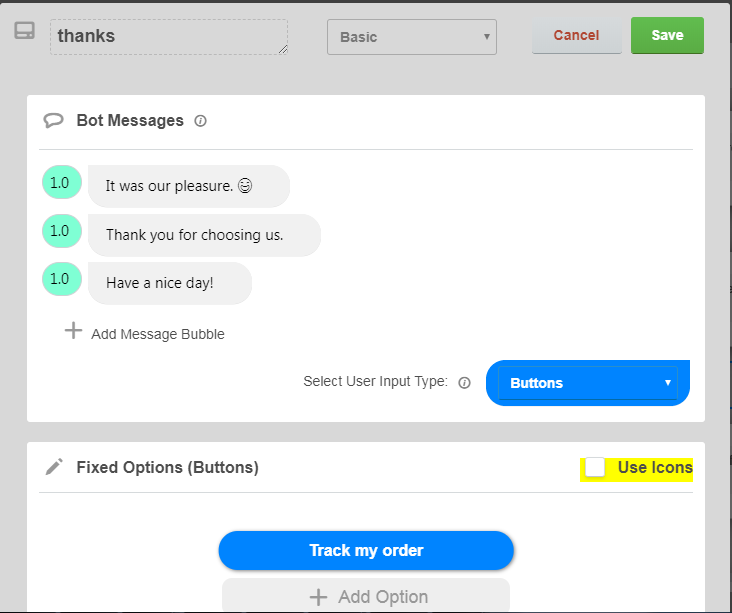 thanks
Basic
Cancel
Save
Bot Messages
1.0 It was our pleasure. 😄
1.0 Thank you for choosing us.
1.0 Have a nice day!
Add Message Bubble
Select User Input Type:
Buttons
Fixed Options (Buttons)
Use Icons
Track my order
Add Option